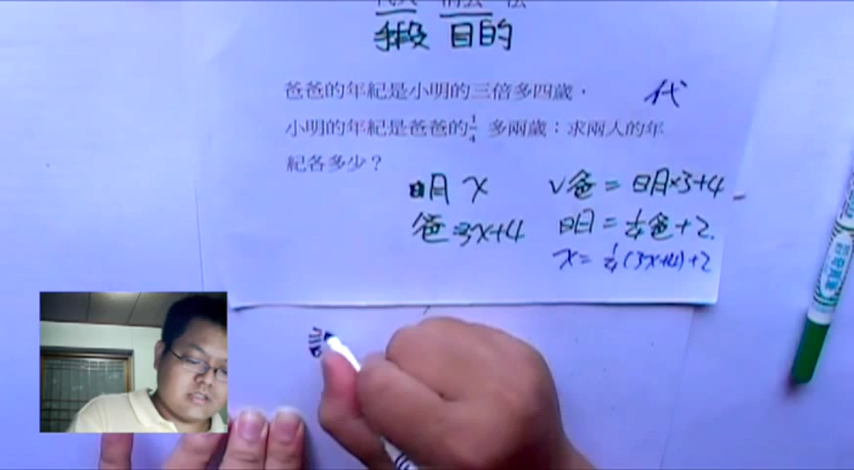 手段 目的
爸爸的年紀是小明的三倍多四歲，
代
小明的年紀是爸爸的1/4 多兩歲：求兩人的年
紀各多少？
明 x
v爸 = 明×3+4
爸=3x+4
明 = 1/4爸+2.
x = 1/4(3x+4)+2